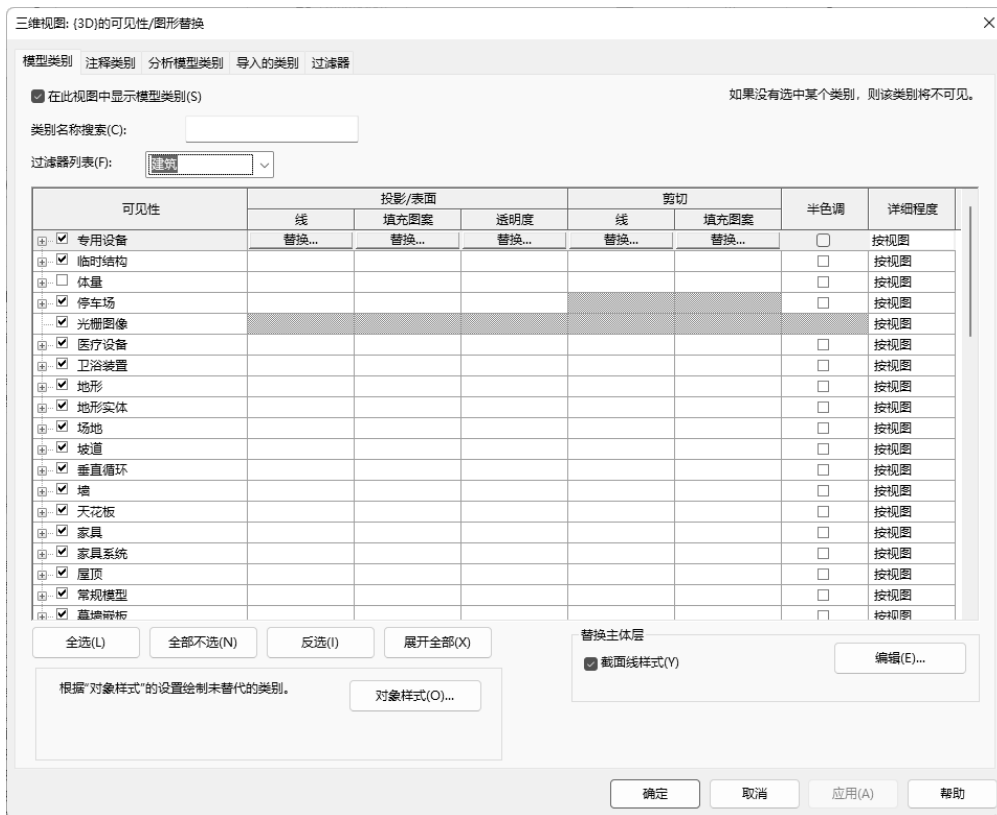 三维视图: {3D}的可见性/图形替换
模型类别 注释类别 分析模型类别 导入的类别 过滤器
在此视图中显示模型类别(S) 如果没有选中某个类别，则该类别将不可见。
类别名称搜索(C):
过滤器列表(F): 建筑
可见性 投影/表面 剪切 半色调 详细程度
线 填充图案 透明度 线 填充图案
专用设备 替换... 替换... 替换... 替换... 替换... 按视图
临时结构 按视图
体量 按视图
停车场 按视图
光栅图像 按视图
医疗设备 按视图
卫浴装置 按视图
地形 按视图
地形实体 按视图
场地 按视图
坡道 按视图
垂直循环 按视图
墙 按视图
天花板 按视图
家具 按视图
家具系统 按视图
屋顶 按视图
常规模型 按视图
幕墙嵌板 按视图
全选(L) 全部不选(N) 反选(I) 展开全部(X)
替换主体层
截面线样式(Y) 编辑(E)...
根据“对象样式”的设置绘制未替代的类别。 对象样式(O)...
确定 取消 应用(A) 帮助